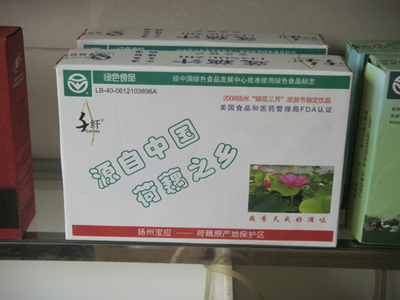 绿色食品
经中国绿色食品发展中心批准使用绿色食品标志
LB-40-0612103896A
2008扬州"烟花三月"旅游节指定饮品
美国食品和医药管理局FDA认证
纤
源自中国
荷藕之乡
扬州宝应——荷藕原产地保护区